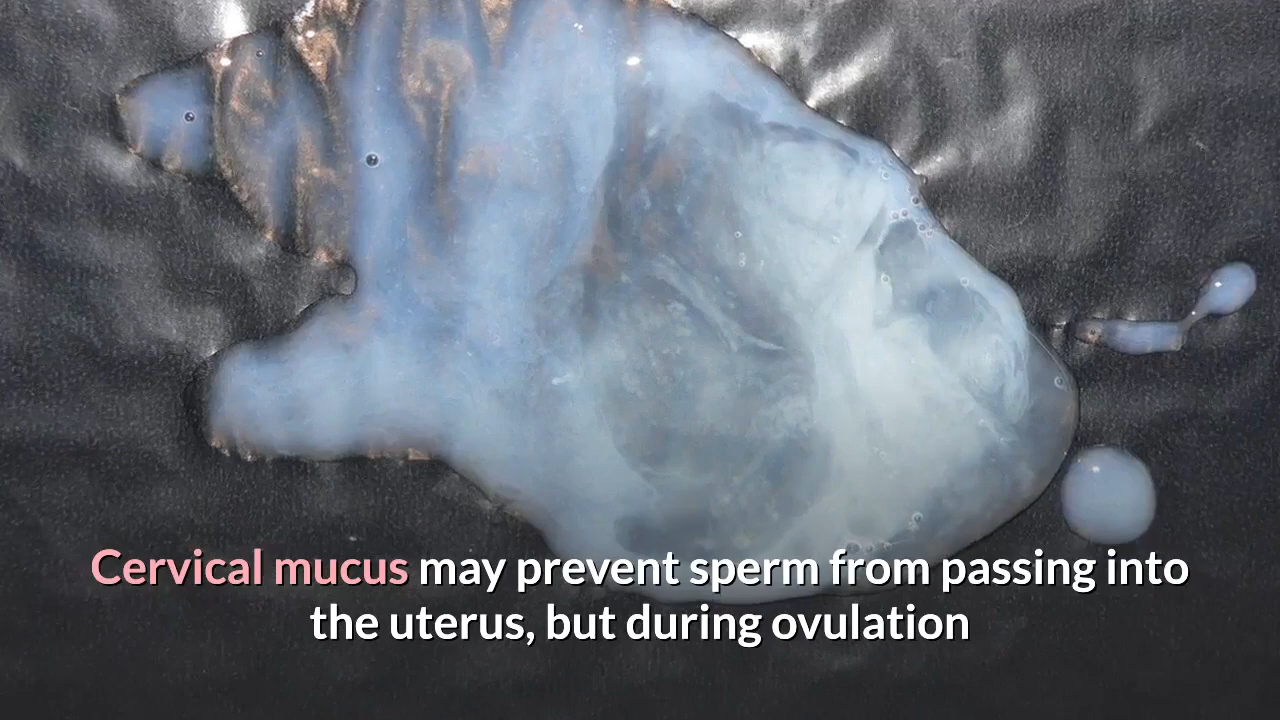 Cervical mucus may prevent sperm from passing into
the uterus, but during ovulation